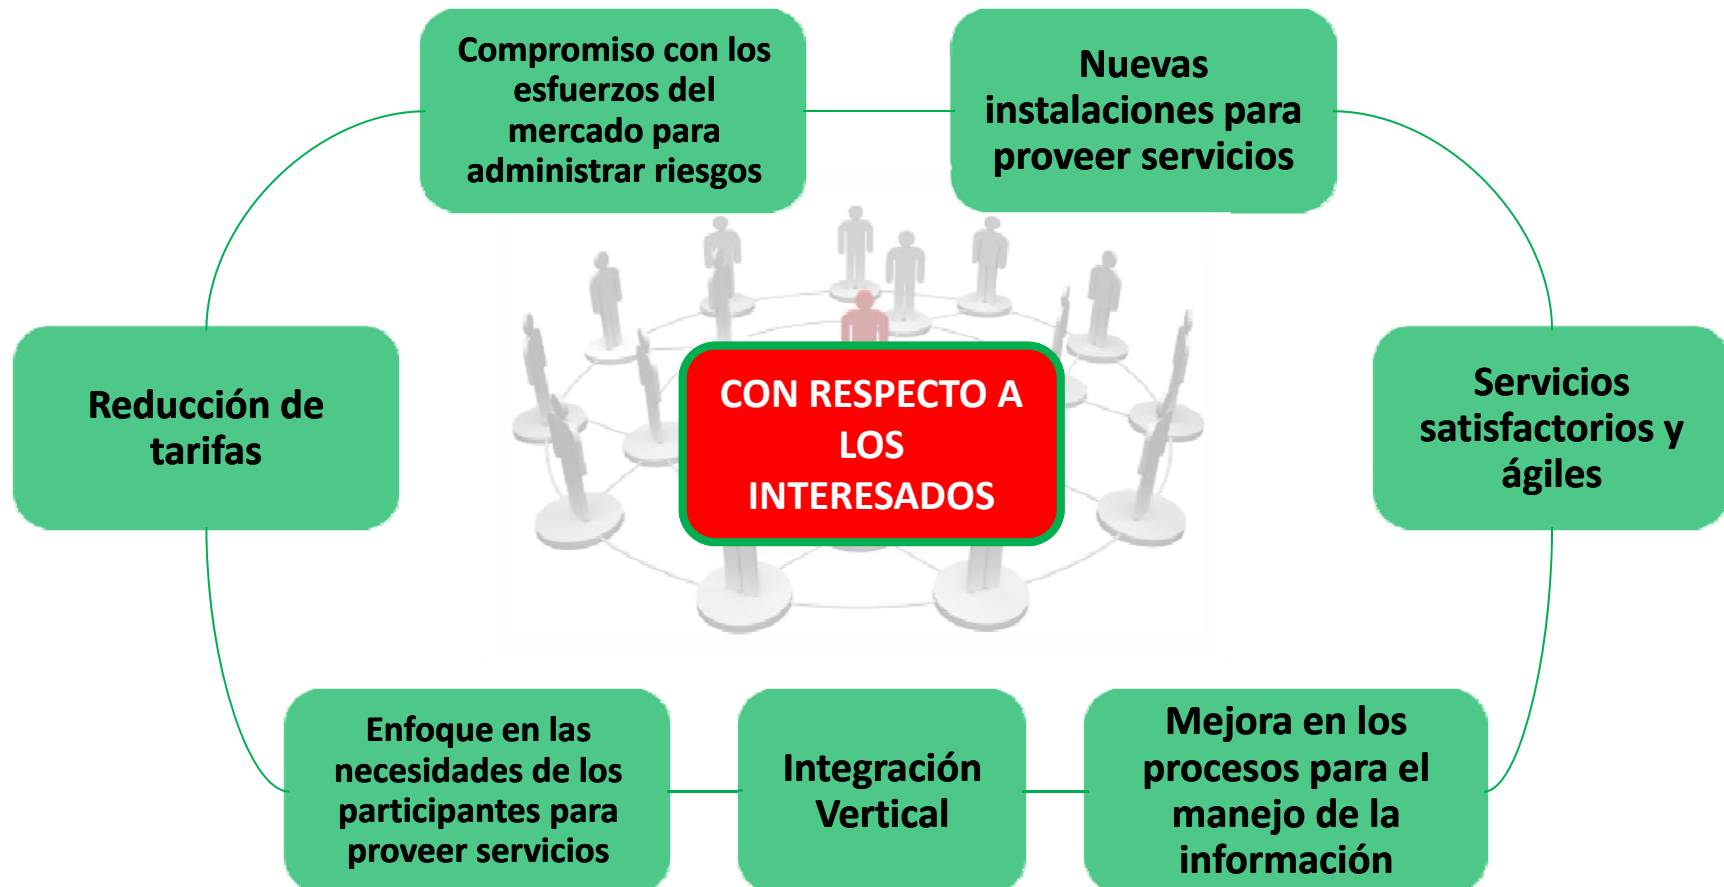 Compromiso con los
esfuerzos del
mercado para
administrar riesgos
Nuevas
instalaciones para
proveer servicios
Reducción de
tarifas
CON RESPECTO A
LOS
INTERESADOS
Servicios
satisfactorios y
ágiles
Enfoque en las
necesidades de los
participantes para
proveer servicios
Integración
Vertical
Mejora en los
procesos para el
manejo de la
información